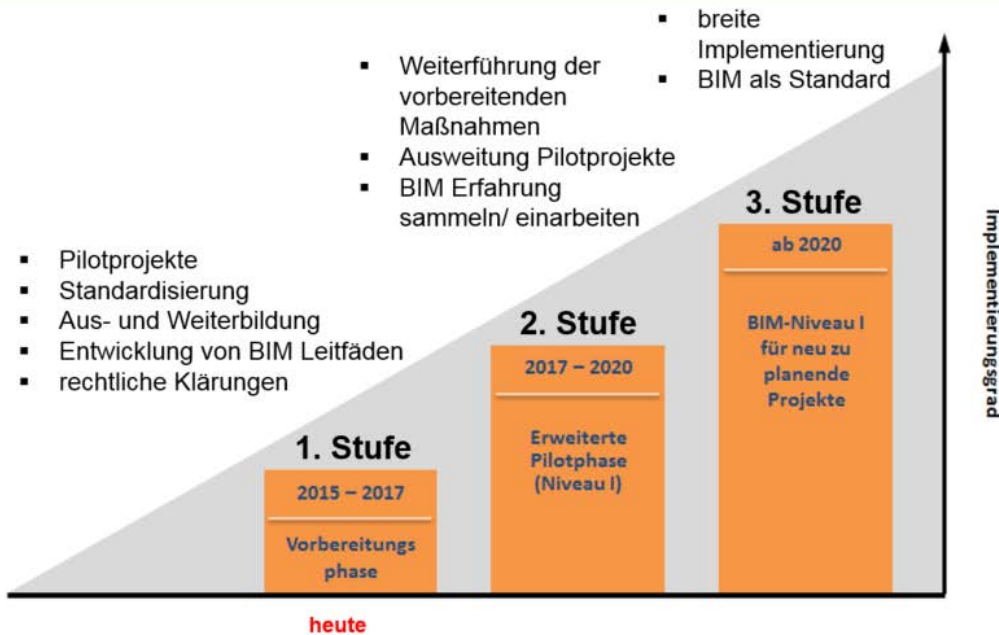 ▪ breite
Implementierung
▪ BIM als Standard
▪ Weiterführung der
vorbereitenden
Maßnahmen
▪ Ausweitung Pilotprojekte
▪ BIM Erfahrung
sammeln/ einarbeiten
▪ Pilotprojekte
▪ Standardisierung
▪ Aus- und Weiterbildung
▪ Entwicklung von BIM Leitfäden
▪ rechtliche Klärungen
1. Stufe
2015 – 2017
Vorbereitungs
phase
2. Stufe
2017 – 2020
Erweiterte
Pilotphase
(Niveau I)
3. Stufe
ab 2020
BIM-Niveau I
für neu zu
planende
Projekte
Implementierungsgrad
heute